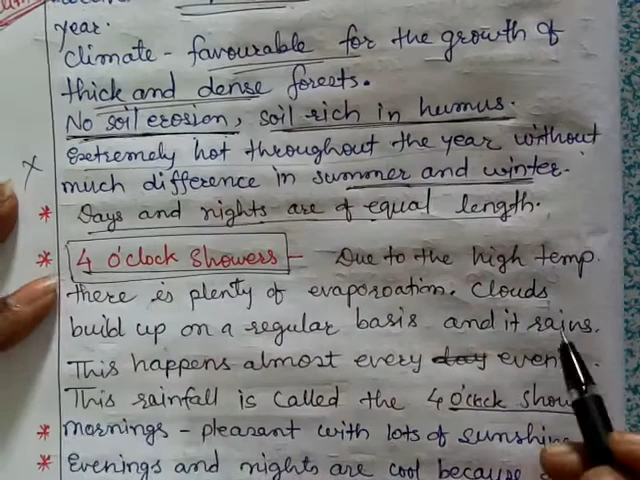 year.
Climate - favourable for the growth of
thick and dense forests.
No soil erosion, soil rich in humus.
Extremely hot throughout the year without
much difference in summer and winter.
* Days and nights are of equal length.
* 4 o'clock Showers - Due to the high temp.
there is plenty of evaporation. Clouds
build up on a regular basis and it rains.
This happens almost every day
This rainfall is called the 4 o'clock
* mornings - pleasant with lots of sunshine
* Evenings and nights are cool because